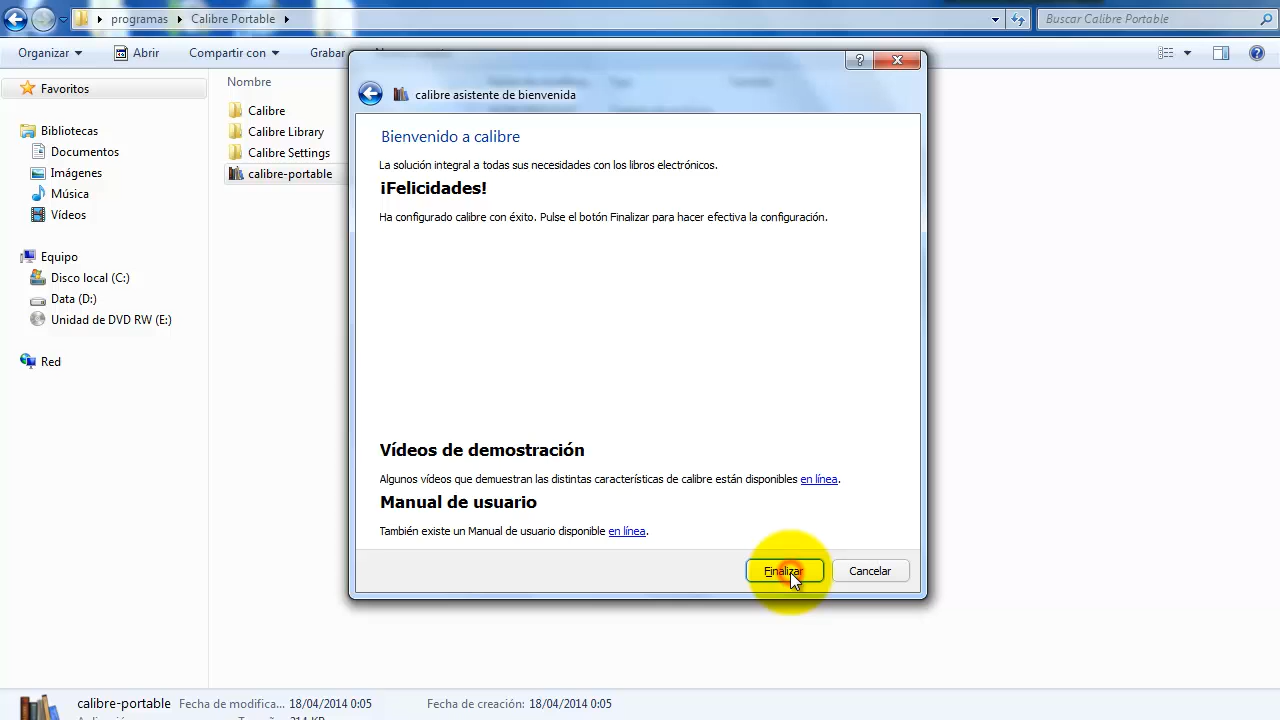 programas Calibre Portable Buscar Calibre Portable
Organizar Abrir Compartir con Grabar
Favoritos
Bibliotecas
Documentos
Imágenes
Música
Vídeos
Equipo
Disco local (C:)
Data (D:)
Unidad de DVD RW (E:)
Red
Nombre
Calibre
Calibre Library
Calibre Settings
calibre-portable
calibre asistente de bienvenida
Bienvenido a calibre
La solución integral a todas sus necesidades con los libros electrónicos.
¡Felicidades!
Ha configurado calibre con éxito. Pulse el botón Finalizar para hacer efectiva la configuración.
Vídeos de demostración
Algunos vídeos que demuestran las distintas características de calibre están disponibles en línea.
Manual de usuario
También existe un Manual de usuario disponible en línea.
Finalizar Cancelar
calibre-portable Fecha de modifica... 18/04/2014 0:05 Fecha de creación: 18/04/2014 0:05